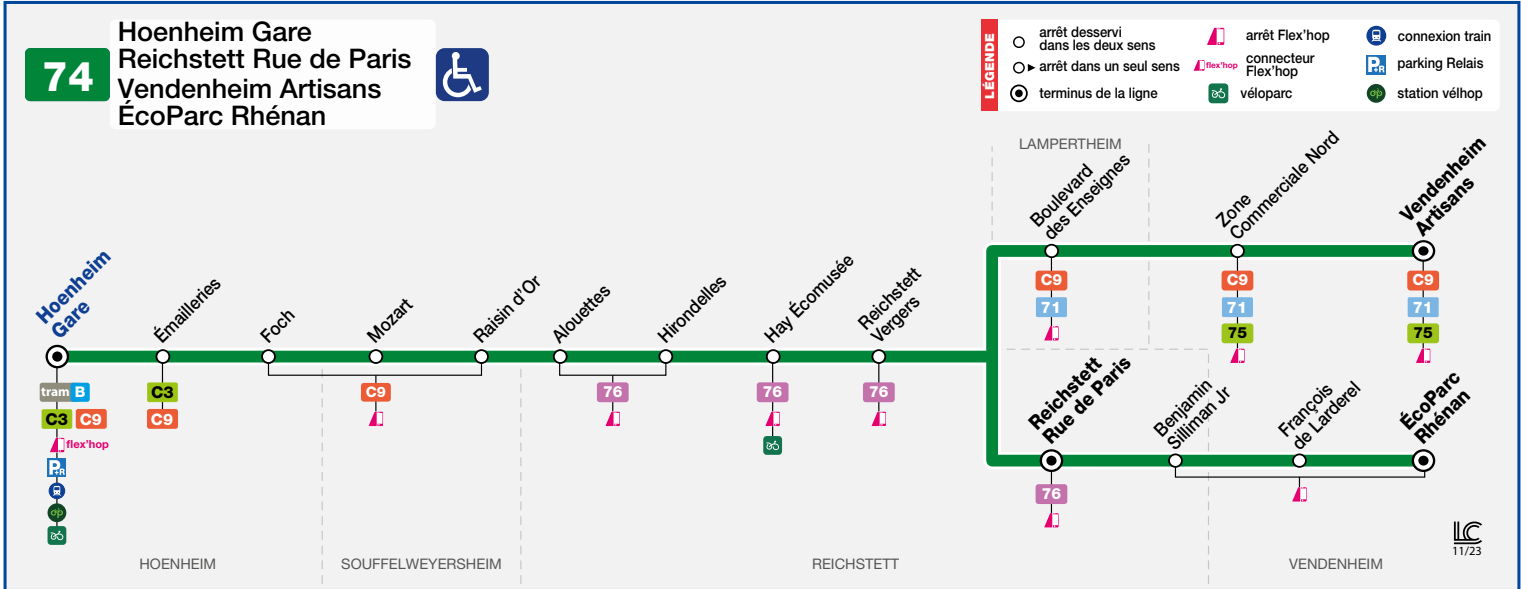 74
Hoenheim Gare
Reichstett Rue de Paris
Vendenheim Artisans
ÉcoParc Rhénan
LÉGENDE
arrêt desservi
dans les deux sens
arrêt dans un seul sens
terminus de la ligne
arrêt Flex'hop
flex'hop
connecteur
Flex'hop
véloparc
connexion train
P+R
parking Relais
station vélhop
LAMPERTHEIM
Boulevard
des Enseignes
Zone
Commerciale Nord
Vendenheim
Artisans
C9
71
C9
71
75
C9
71
75
Hoenheim
Gare
Émailleries
Foch
Mozart
Raisin d'Or
Alouettes
Hirondelles
Hay Écomusée
Reichstett
Vergers
tram B
C3 C9
flex'hop
P+R
C3
C9
C9
76
76
76
Reichstett
Rue de Paris
Benjamin
Silliman Jr
François
de Larderel
ÉcoParc
Rhénan
76
HOENHEIM
SOUFFELWEYERSHEIM
REICHSTETT
VENDENHEIM
LC
11/23